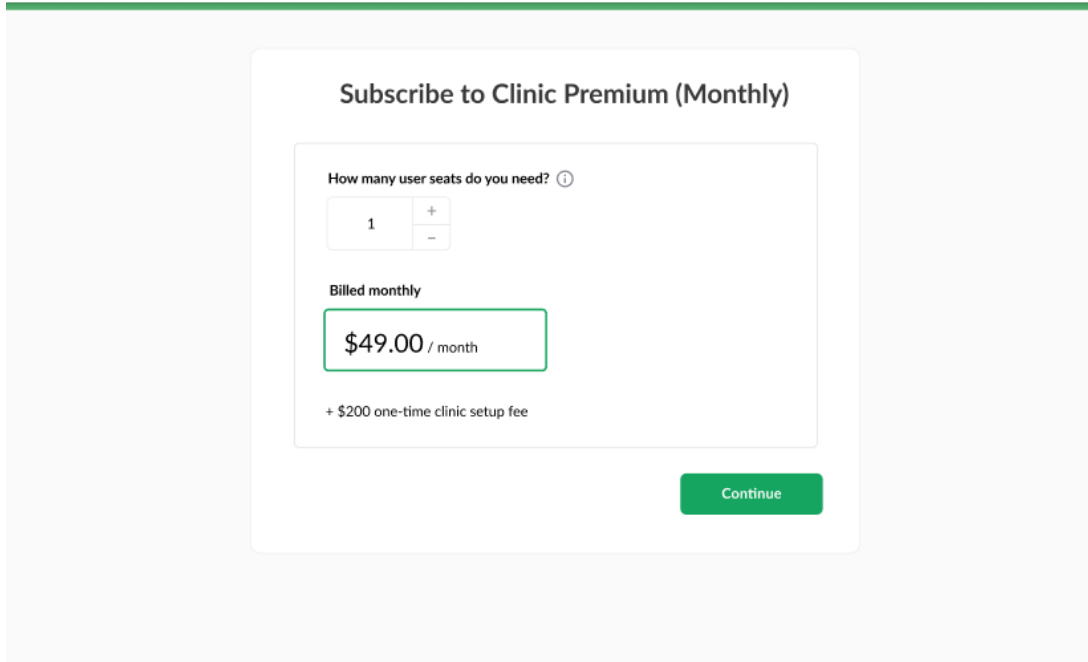 Subscribe to Clinic Premium (Monthly)
How many user seats do you need?
1
+
−
Billed monthly
$49.00 / month
+ $200 one-time clinic setup fee
Continue